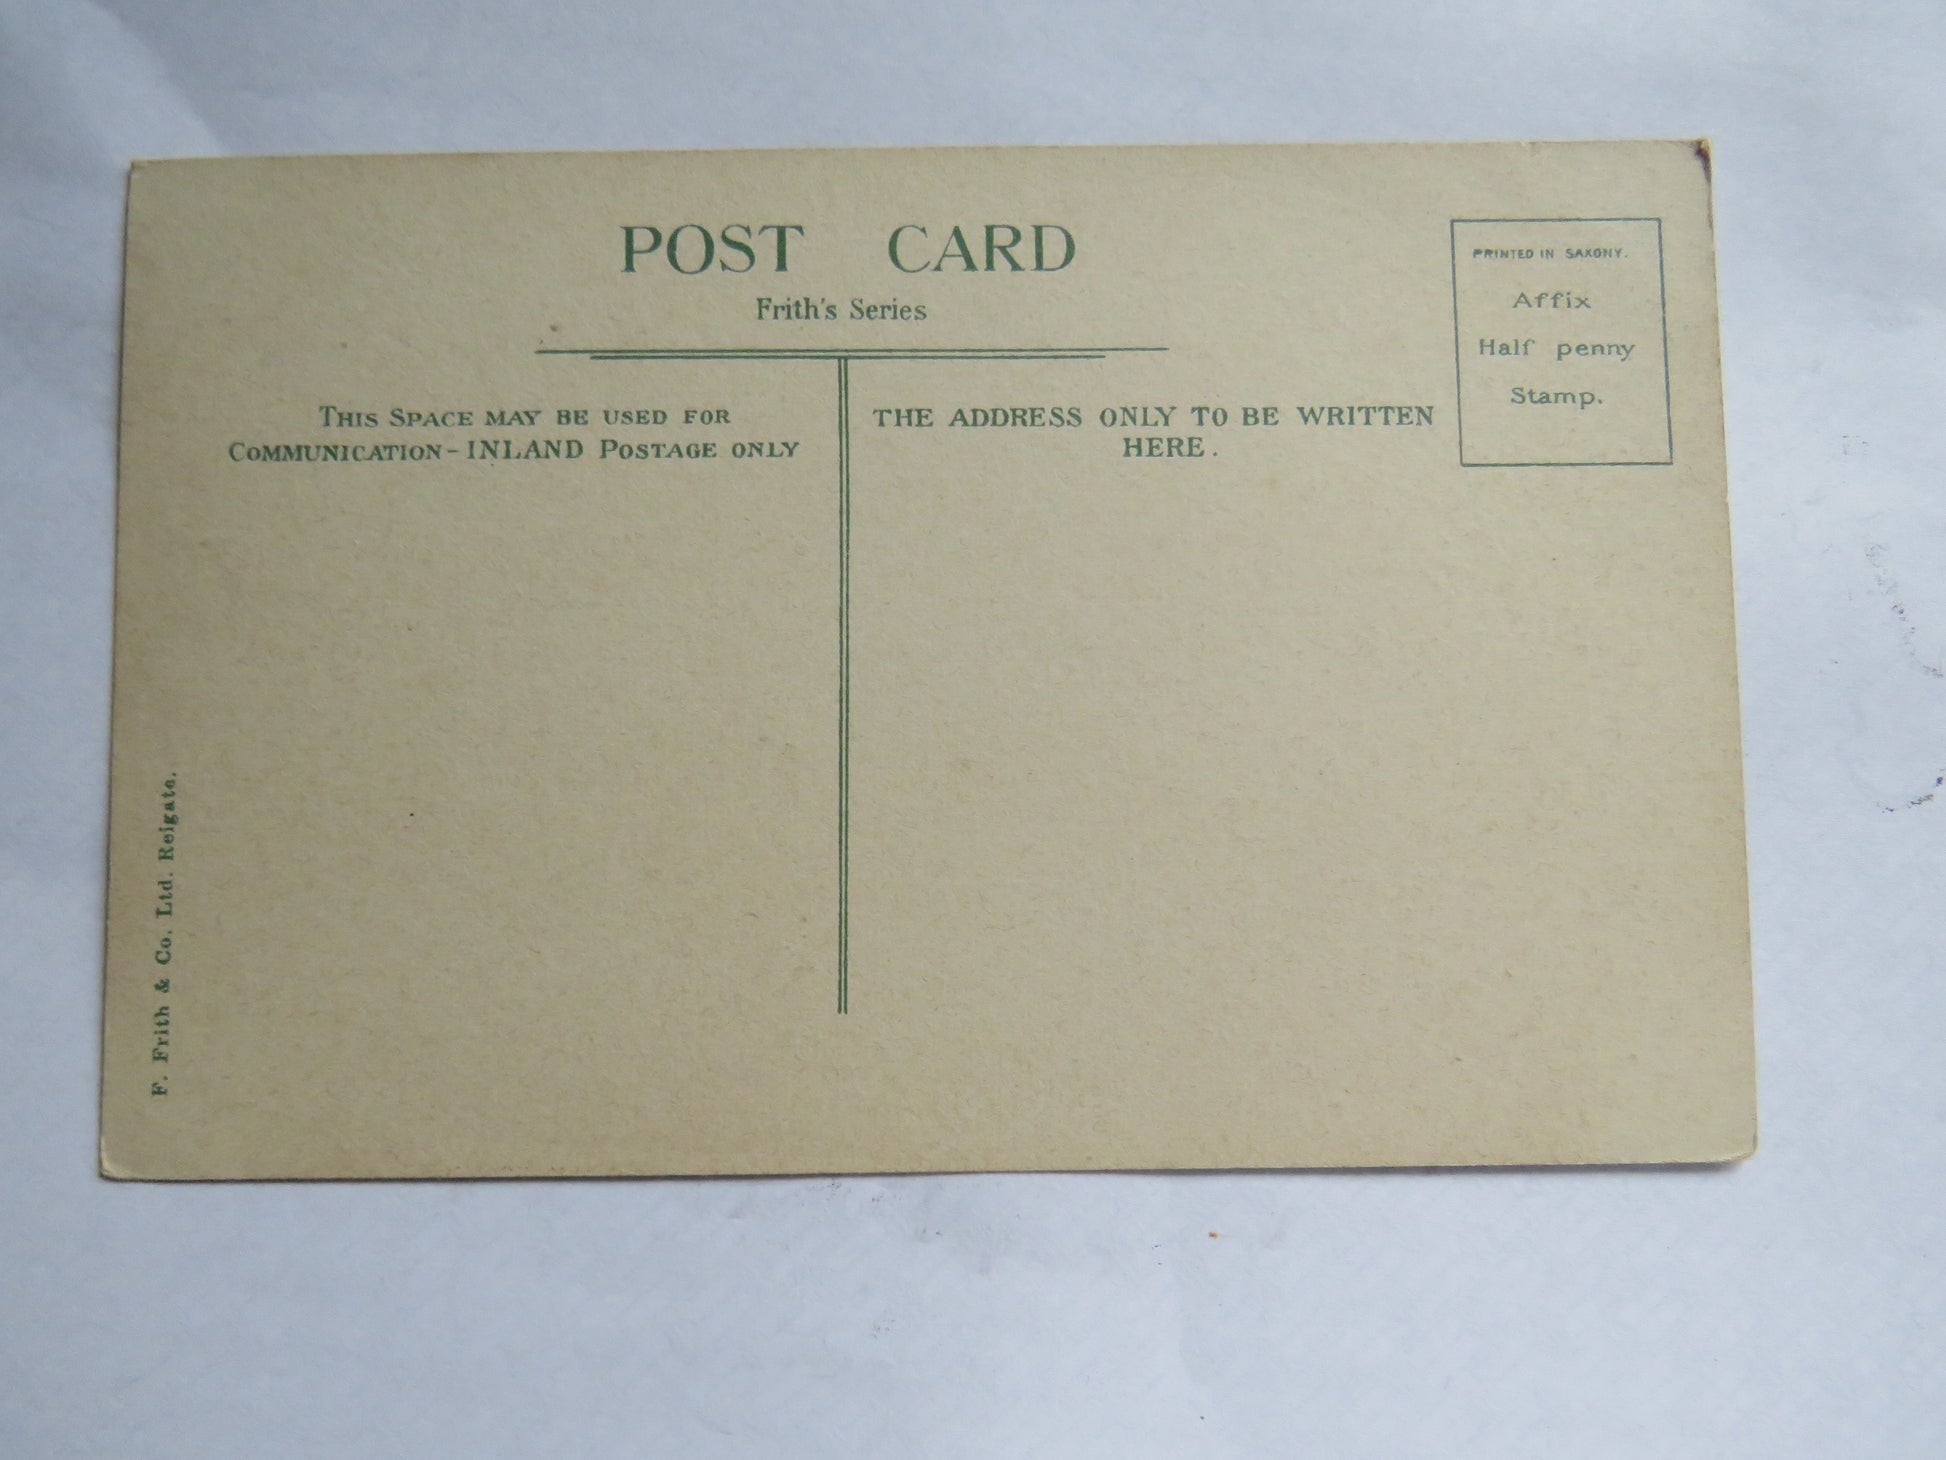 POST CARD
Frith's Series
PRINTED IN SAXONY.
Affix
Half penny
Stamp.
THIS SPACE MAY BE USED FOR
COMMUNICATION - INLAND POSTAGE ONLY
THE ADDRESS ONLY TO BE WRITTEN
HERE.
F. Frith & Co. Ltd. Reigate.